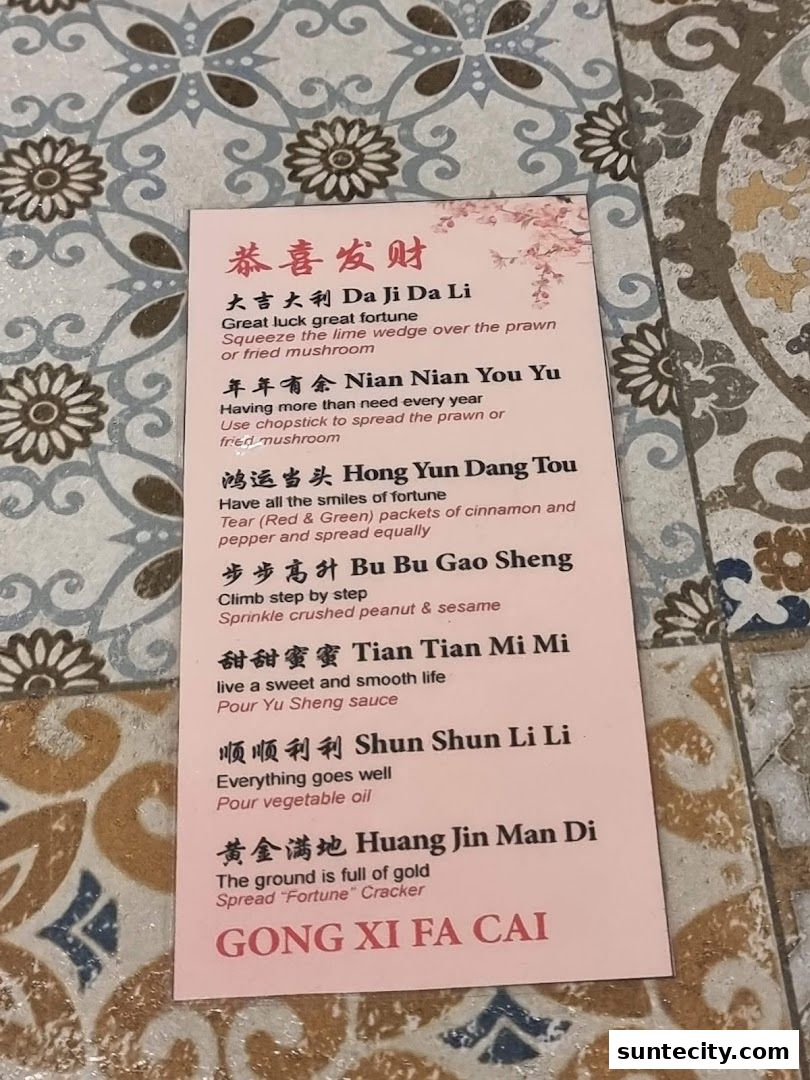 恭喜发财
大吉大利 Da Ji Da Li
Great luck great fortune
Squeeze the lime wedge over the prawn
or fried mushroom
年年有余 Nian Nian You Yu
Having more than need every year
Use chopstick to spread the prawn or
fried mushroom
鸿运当头 Hong Yun Dang Tou
Have all the smiles of fortune
Tear (Red & Green) packets of cinnamon and
pepper and spread equally
步步高升 Bu Bu Gao Sheng
Climb step by step
Sprinkle crushed peanut & sesame
甜甜蜜蜜 Tian Tian Mi Mi
live a sweet and smooth life
Pour Yu Sheng sauce
顺顺利利 Shun Shun Li Li
Everything goes well
Pour vegetable oil
黄金满地 Huang Jin Man Di
The ground is full of gold
Spread “Fortune” Cracker
GONG XI FA CAI
suntecity.com